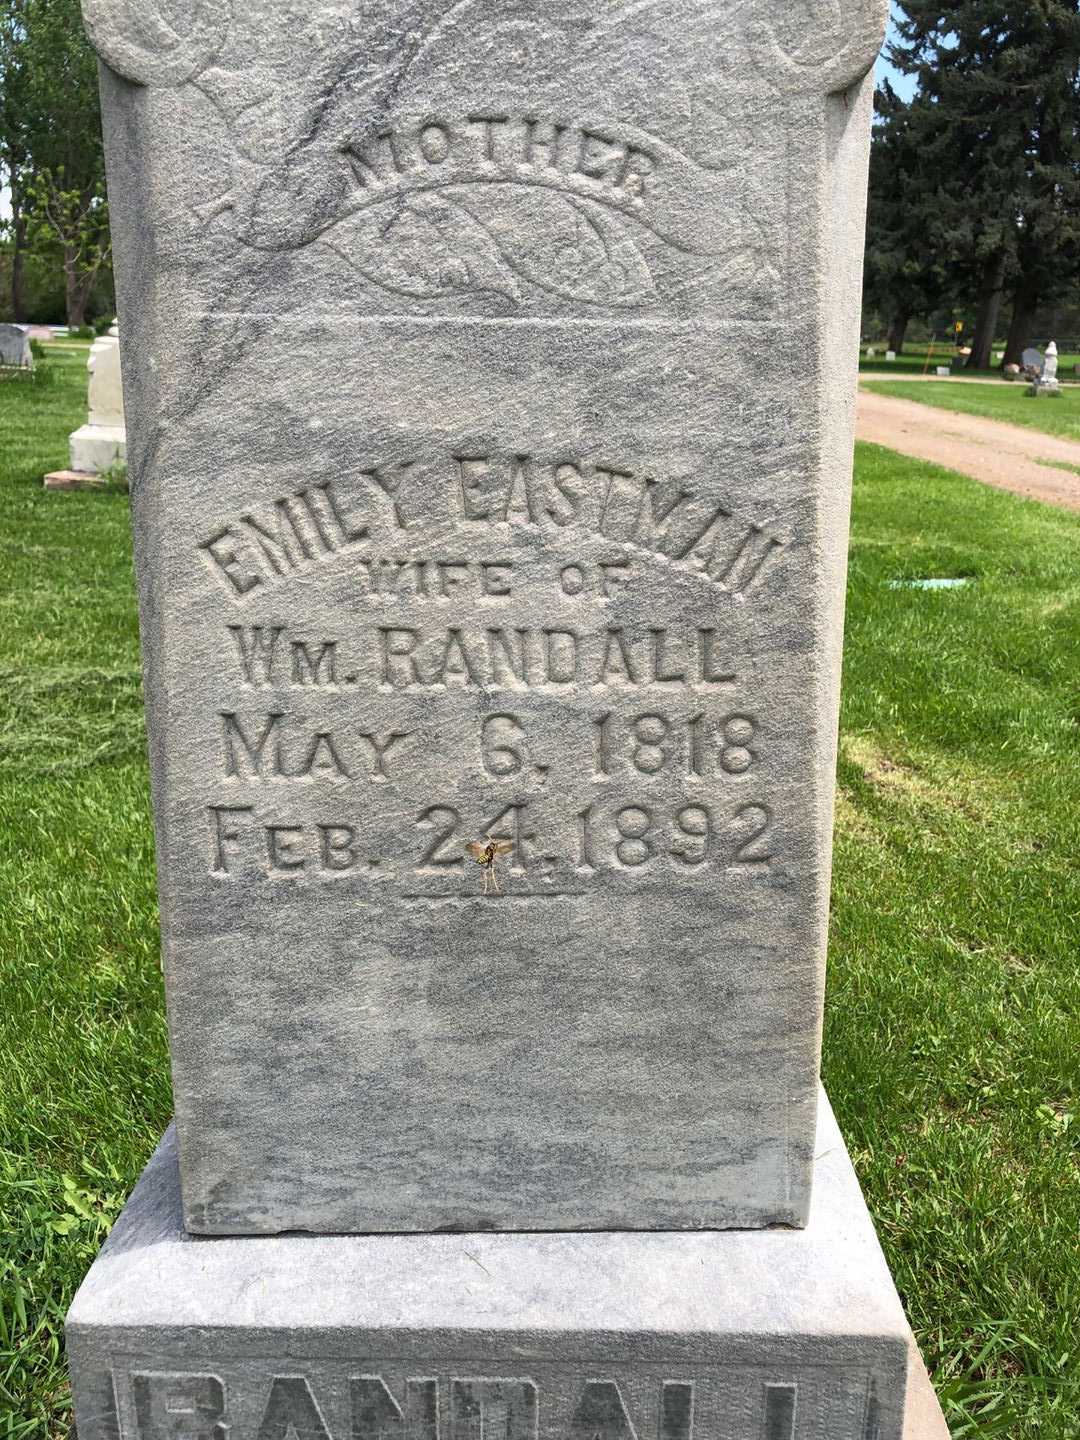 MOTHER
EMILY EASTMAN
WIFE OF
WM. RANDALL
MAY 6, 1818
FEB. 24, 1892
RANDALL